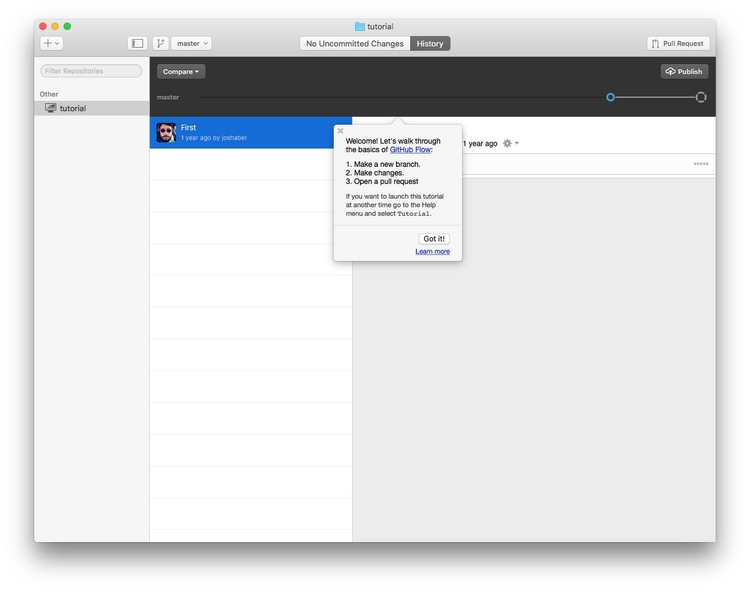 tutorial
master
No Uncommitted Changes
History
Pull Request
Filter Repositories
Compare
Publish
Other
master
tutorial
First
1 year ago by joshaber
1 year ago
Welcome! Let's walk through
the basics of GitHub Flow:
1. Make a new branch.
2. Make changes.
3. Open a pull request
If you want to launch this tutorial
at another time go to the Help
menu and select Tutorial.
Got it!
Learn more